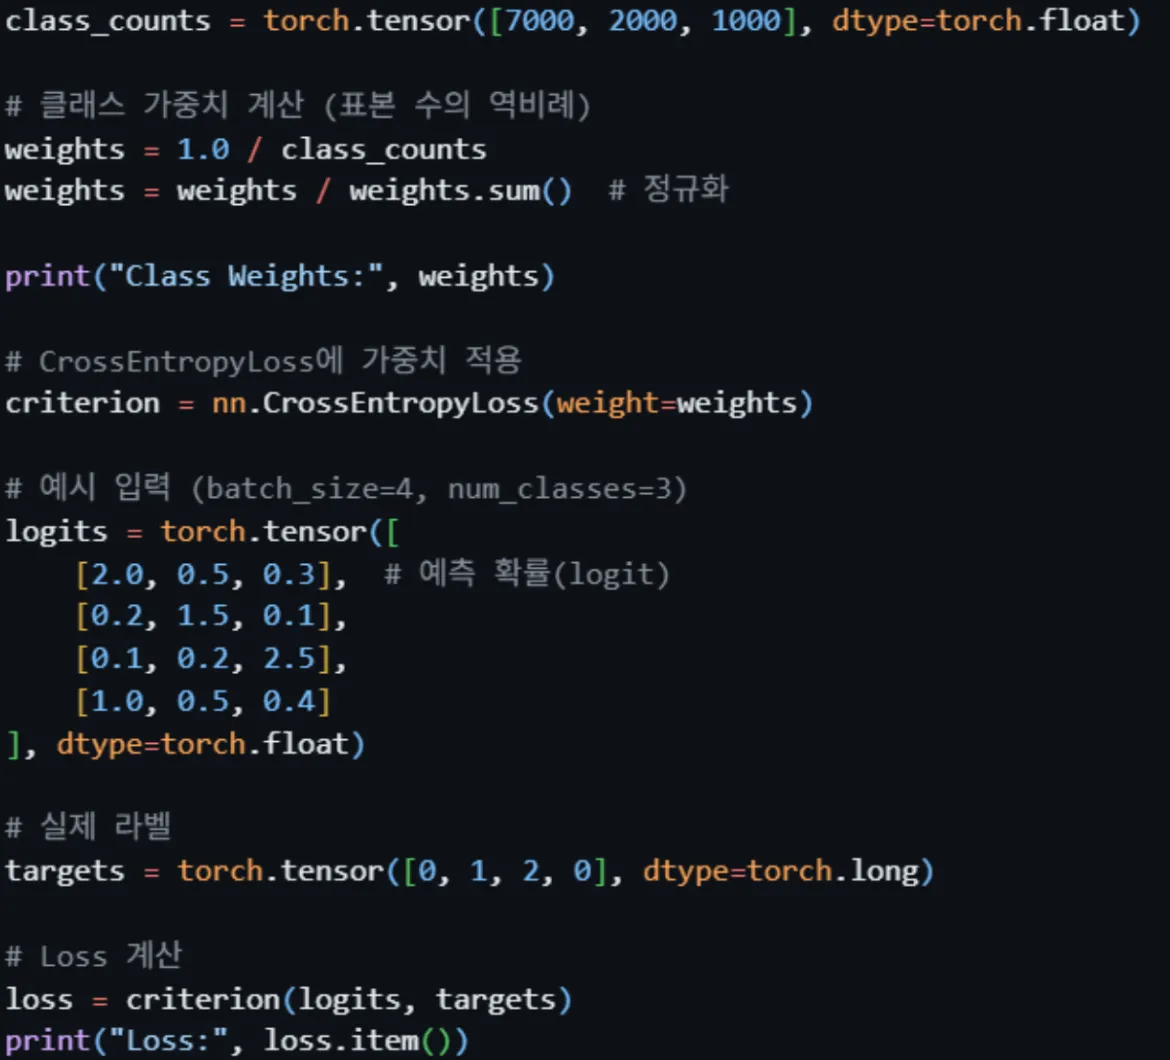 class_counts = torch.tensor([7000, 2000, 1000], dtype=torch.float)
# 클래스 가중치 계산 (표본 수의 역비례)
weights = 1.0 / class_counts
weights = weights / weights.sum()  # 정규화
print("Class Weights:", weights)
# CrossEntropyLoss에 가중치 적용
criterion = nn.CrossEntropyLoss(weight=weights)
# 예시 입력 (batch_size=4, num_classes=3)
logits = torch.tensor([
    [2.0, 0.5, 0.3],  # 예측 확률(logit)
    [0.2, 1.5, 0.1],
    [0.1, 0.2, 2.5],
    [1.0, 0.5, 0.4]
], dtype=torch.float)
# 실제 라벨
targets = torch.tensor([0, 1, 2, 0], dtype=torch.long)
# Loss 계산
loss = criterion(logits, targets)
print("Loss:", loss.item())